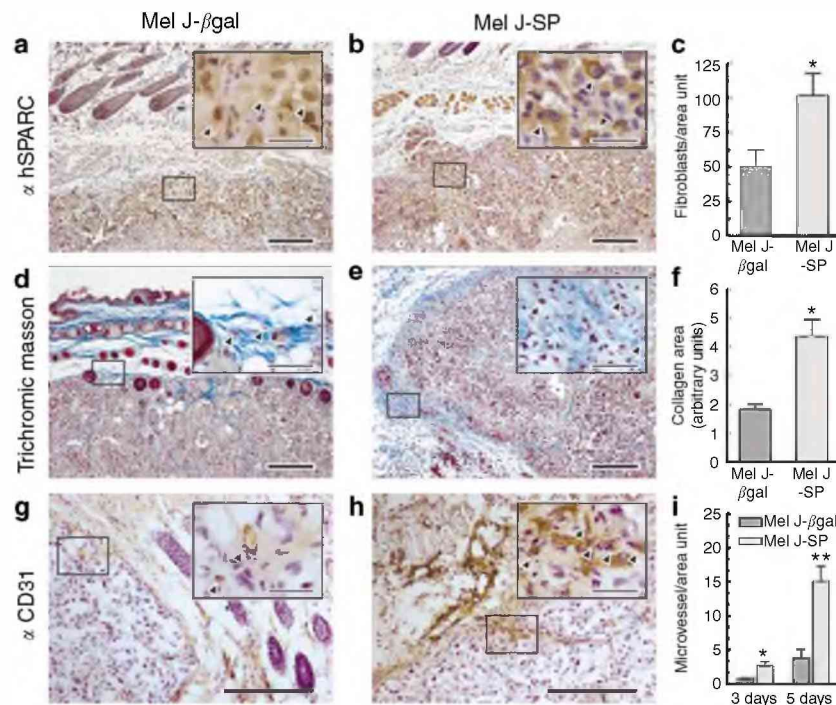 Mel J-βgal
Mel J-SP
a
b
c
α hSPARC
Fibroblasts/area unit
125
100
75
50
25
0
*
Mel J-
βgal
Mel J
-SP
d
e
f
Trichromic masson
Collagen area
(arbitrary units)
6
5
4
3
2
1
0
*
Mel J-
βgal
Mel J
-SP
g
h
i
α CD31
Microvessel/area unit
25
20
15
10
5
0
Mel J-βgal
Mel J-SP
*
**
3 days
5 days